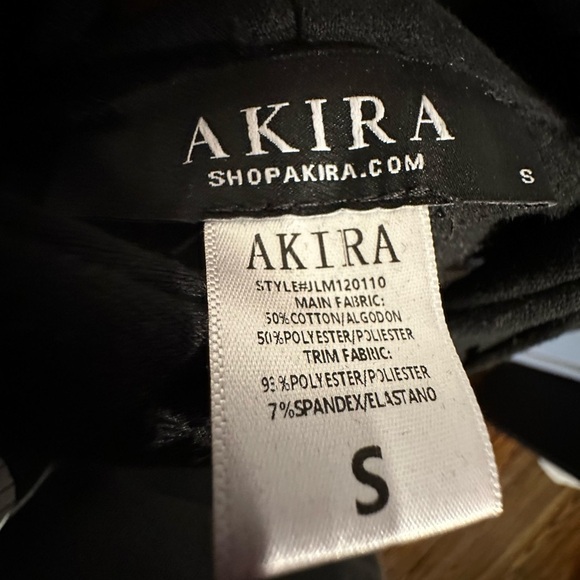 AKIRA
SHOPAKIRA.COM
S
AKIRA
STYLE#JLM120110
MAIN FABRIC:
50%COTTON/ALGODON
50%POLYESTER/POLIESTER
TRIM FABRIC:
93%POLYESTER/POLIESTER
7%SPANDEX/ELASTANO
S